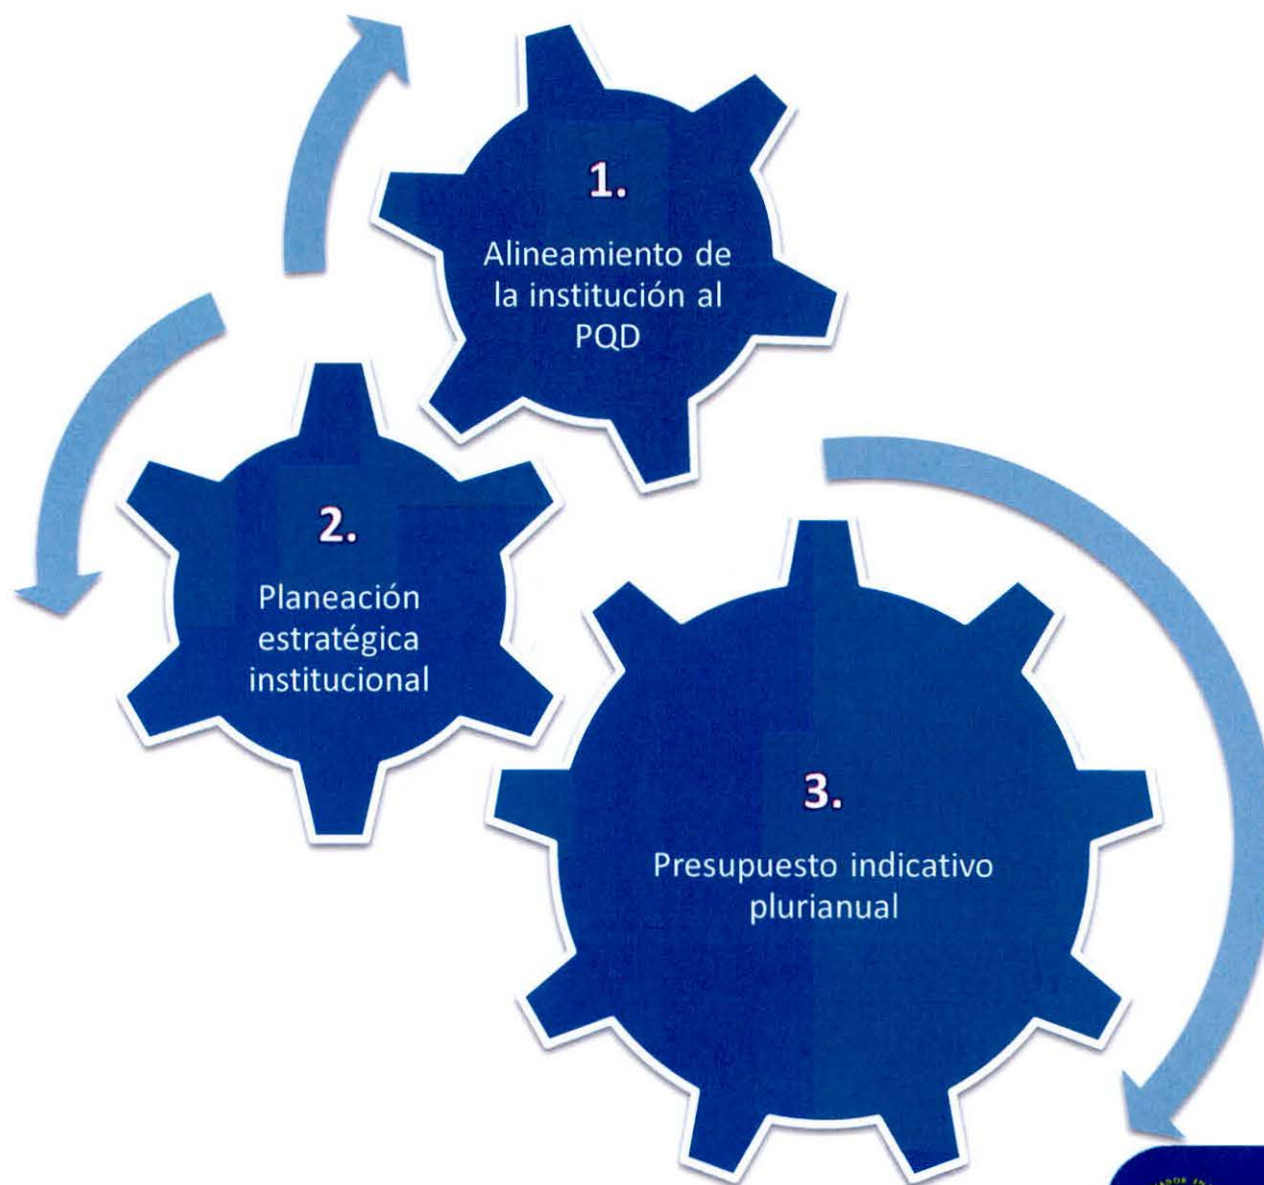 1.
Alineamiento de
la institución al
PQD
2.
Planeación
estratégica
institucional
3.
Presupuesto indicativo
plurianual